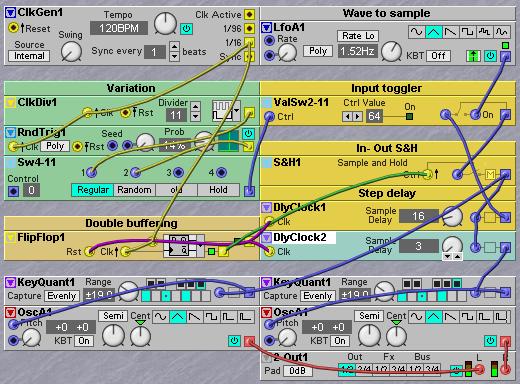 ClkGen1
Tempo
Clk Active
Reset
120BPM
1/96
Source
Swing
1/16
Internal
Sync every 1 beats
Sync
Variation
ClkDiv1
Clk
Rst
Divider
11
RndTrig1
Seed
Prob
Clk
Poly
Rst
Sw4-11
1
2
3
4
Control
0
Regular
Random
Hold
Double buffering
FlipFlop1
Rst
Clk
KeyQuant1
Range
Capture
Evenly
±19.0
OscA1
Semi
Cent
Pitch
+0 +0
KBT
On
Wave to sample
LfoA1
Rate
Rate Lo
Poly
1.52Hz
KBT
Off
Input toggler
ValSw2-11
Ctrl Value
On
Ctrl
64
In- Out S&H
S&H1
Sample and Hold
Ctrl
M
Step delay
DlyClock1
Sample
Delay
16
Clk
DlyClock2
Sample
Delay
3
Clk
KeyQuant1
Range
Capture
Evenly
±19.0
OscA1
Semi
Cent
Pitch
+0 +0
KBT
On
2-Out1
Out
Fx
Bus
L
Pad
0dB
1/2
3/4
1/2
3/4
1/2
3/4